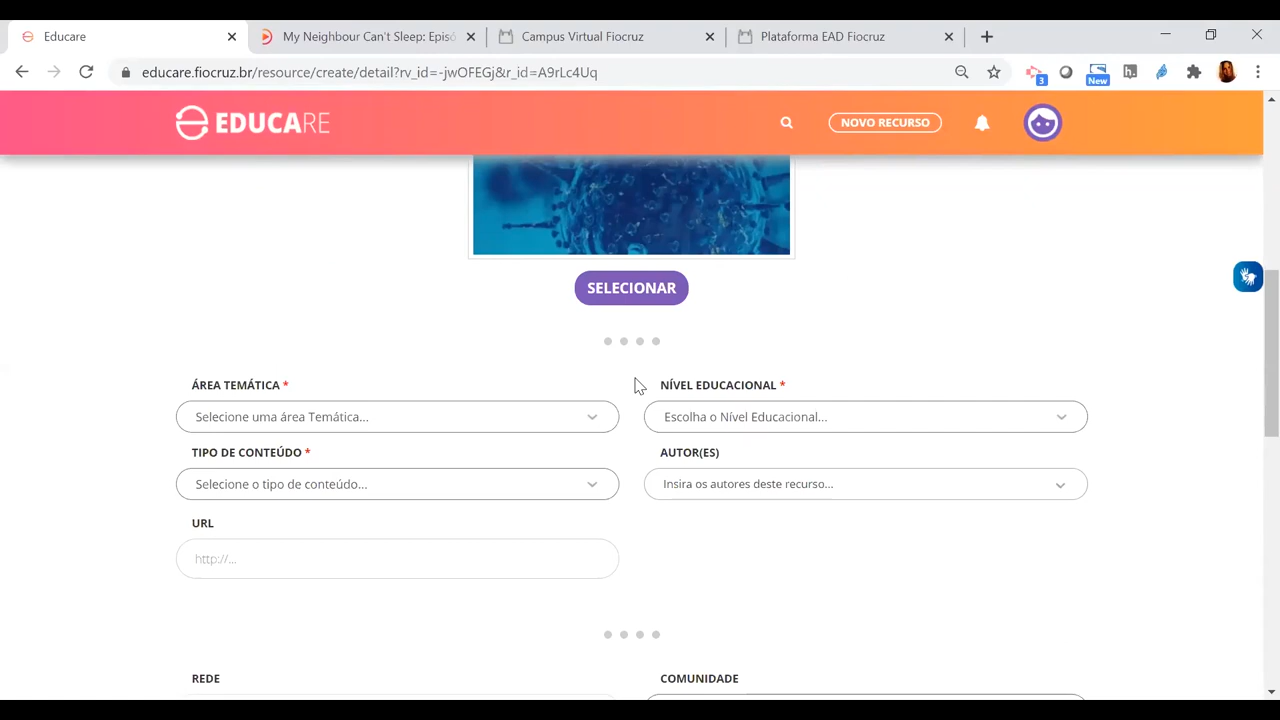 Educare
My Neighbour Can't Sleep: Episó
Campus Virtual Fiocruz
Plataforma EAD Fiocruz
educare.fiocruz.br/resource/create/detail?rv_id=-jwOFEGj&r_id=A9rLc4Uq
3
New
EDUCARE
NOVO RECURSO
SELECIONAR
ÁREA TEMÁTICA *
NÍVEL EDUCACIONAL *
Selecione uma área Temática...
Escolha o Nível Educacional...
TIPO DE CONTEÚDO *
AUTOR(ES)
Selecione o tipo de conteúdo...
Insira os autores deste recurso...
URL
http://...
REDE
COMUNIDADE